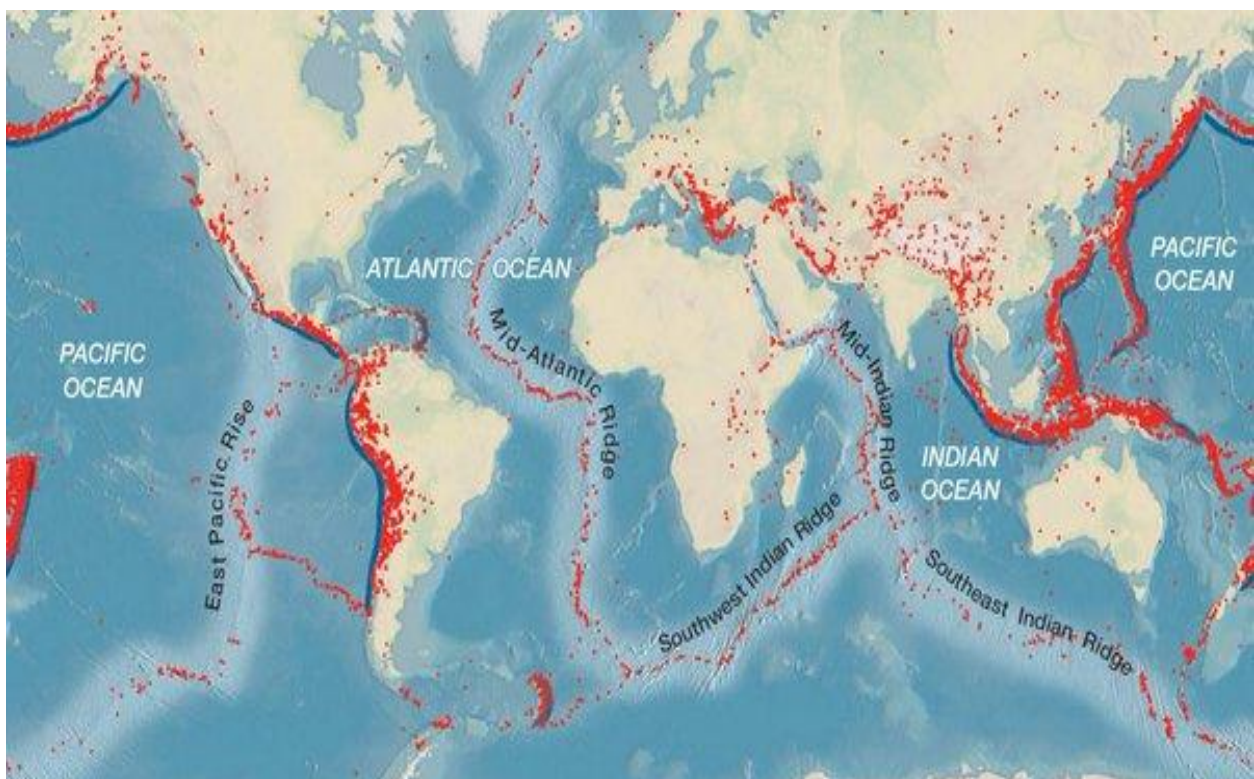 ATLANTIC OCEAN
PACIFIC
OCEAN
PACIFIC
OCEAN
Mid-Atlantic Ridge
Mid-Indian Ridge
East Pacific Rise
INDIAN
OCEAN
Southwest Indian Ridge
Southeast Indian Ridge